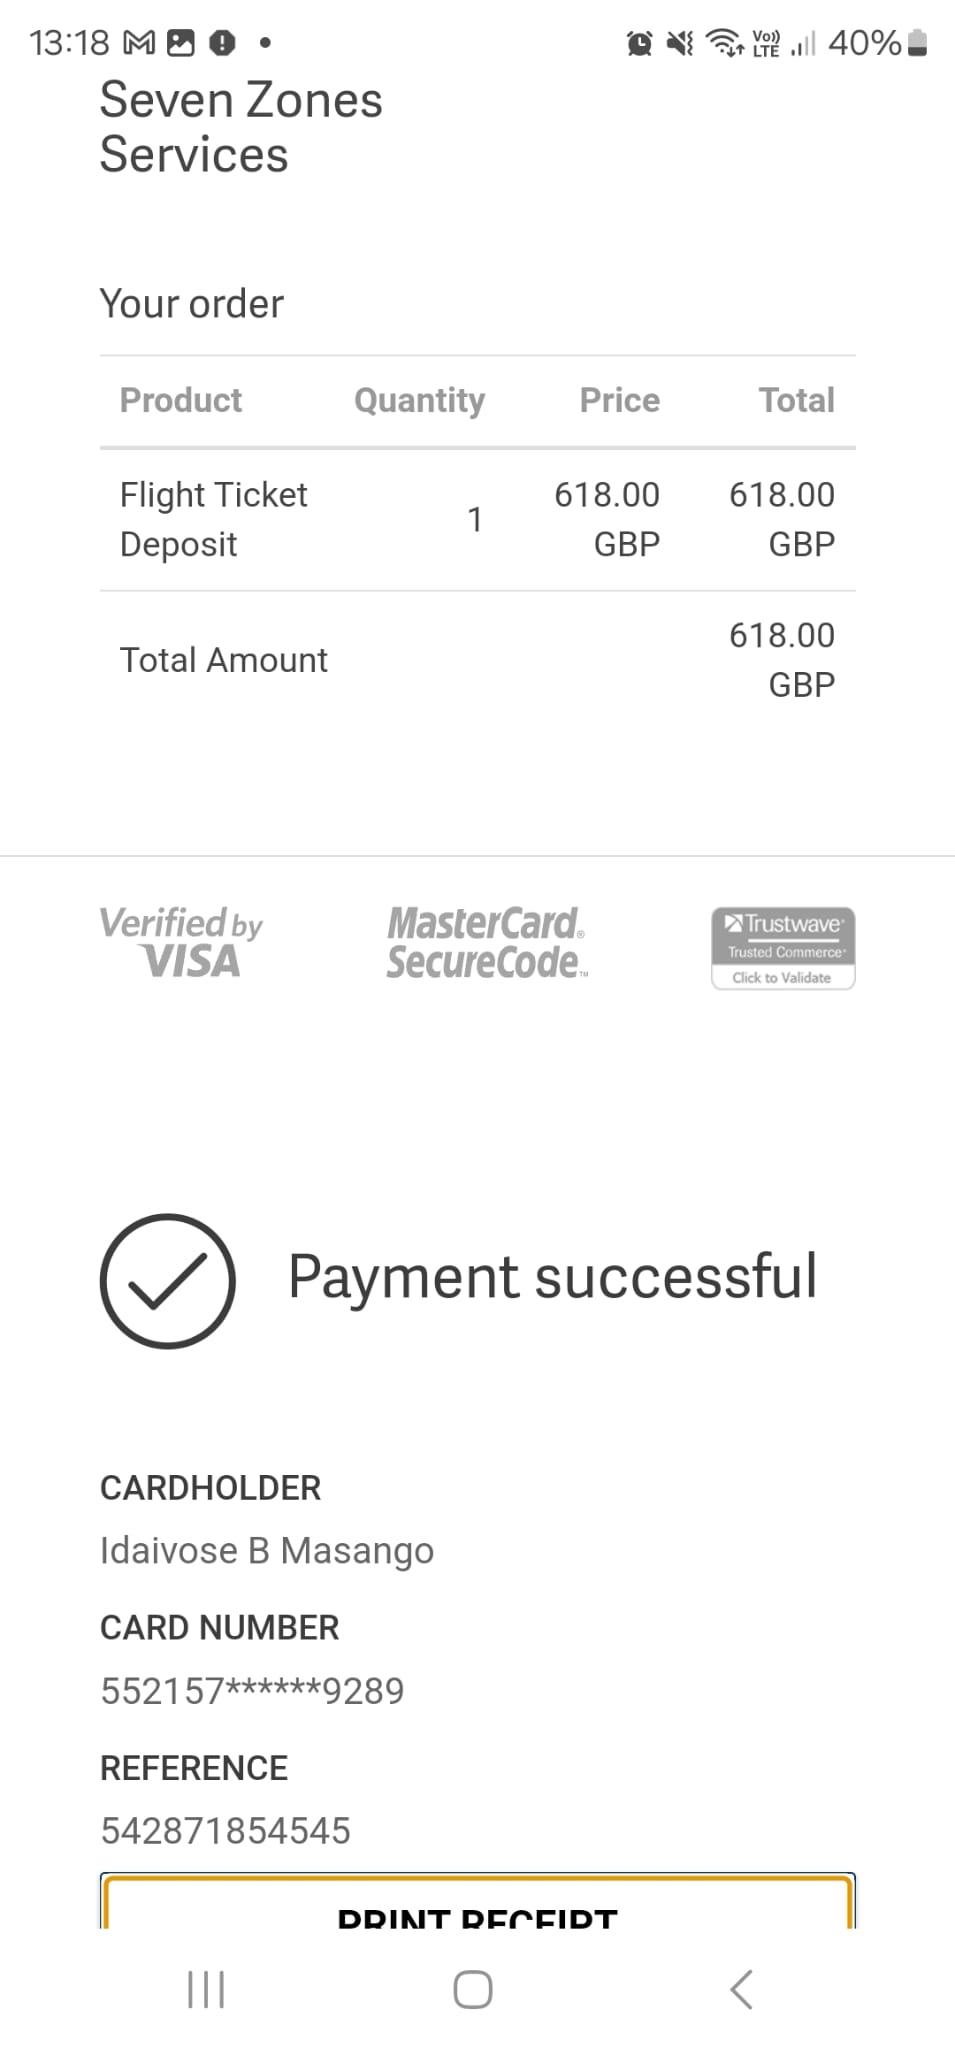 13:18
Vo)) LTE
40%
Seven Zones
Services
Your order
Product Quantity Price Total
Flight Ticket Deposit 1 618.00 GBP 618.00 GBP
Total Amount 618.00 GBP
Verified by
VISA
MasterCard®
SecureCode™
Trustwave®
Trusted Commerce®
Click to Validate
Payment successful
CARDHOLDER
Idaivose B Masango
CARD NUMBER
552157******9289
REFERENCE
542871854545
PRINT RECEIPT